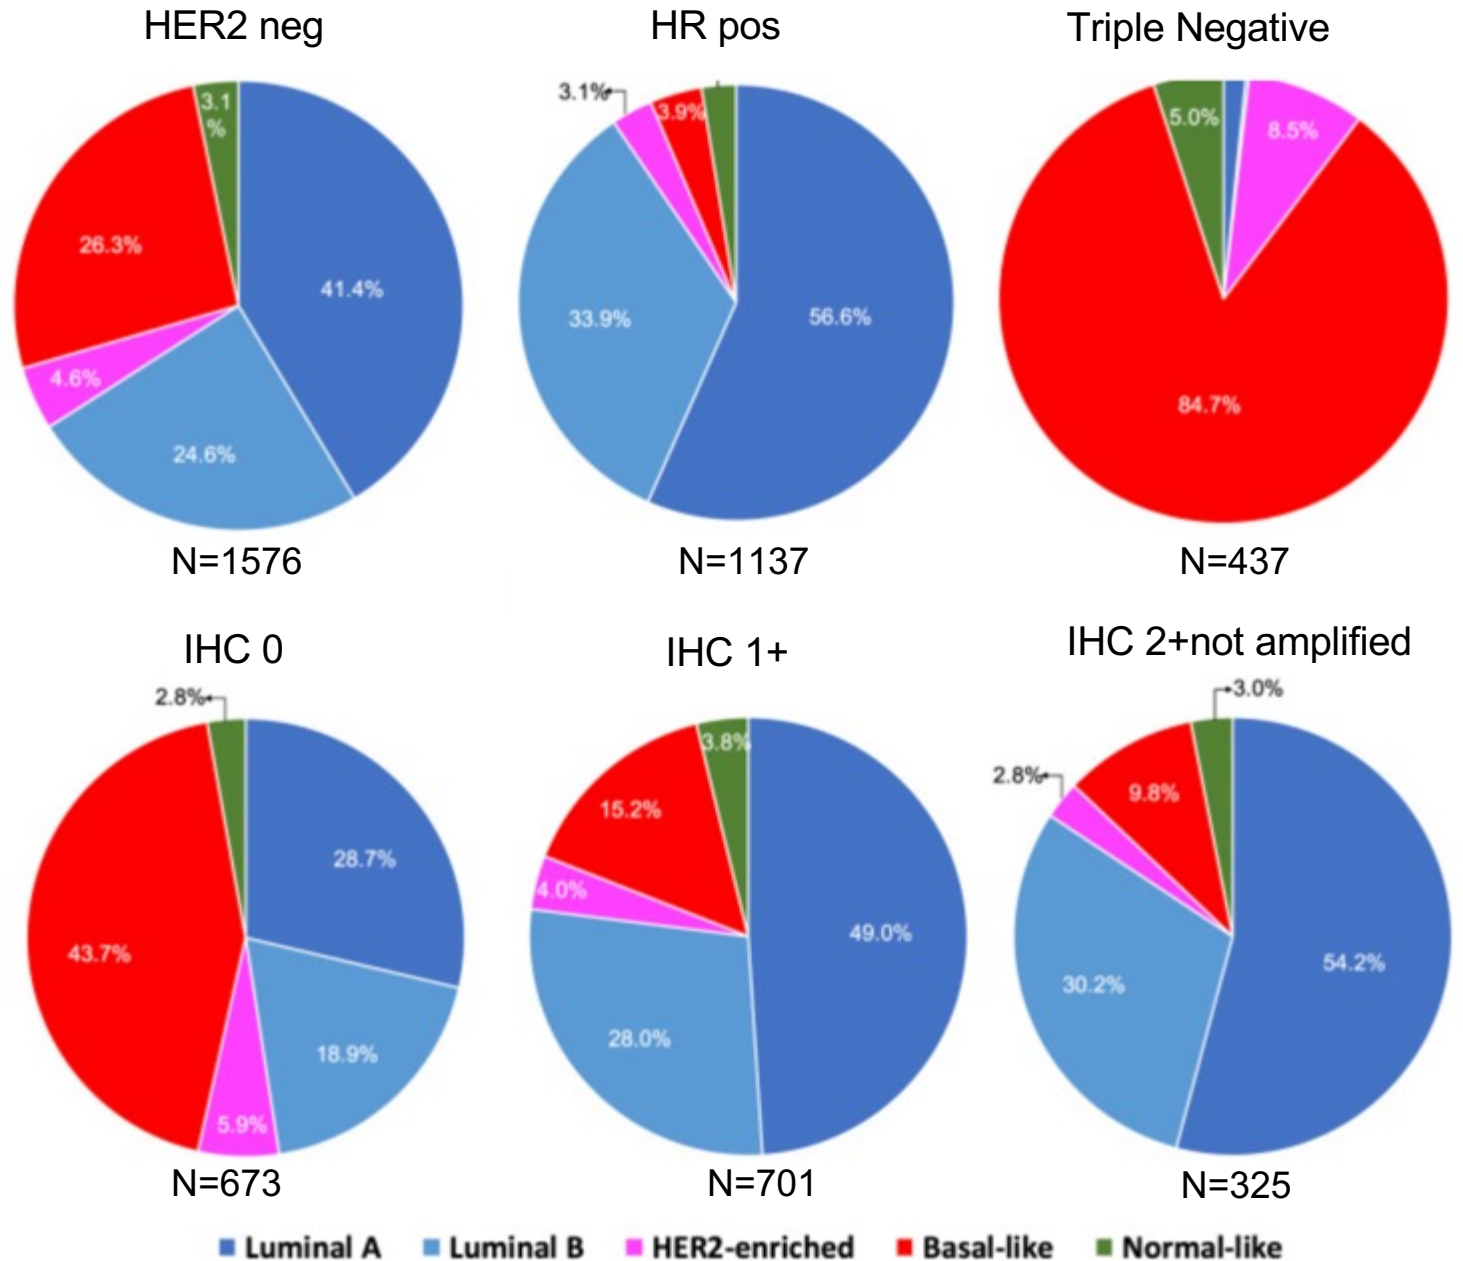 HER2 neg
HR pos
Triple Negative
3.1
%
26.3%
41.4%
4.6%
24.6%
3.1%
3.9%
33.9%
56.6%
5.0%
8.5%
84.7%
N=1576
N=1137
N=437
IHC 0
IHC 1+
IHC 2+not amplified
2.8%
28.7%
43.7%
18.9%
5.9%
3.8%
15.2%
4.0%
49.0%
28.0%
3.0%
2.8%
9.8%
54.2%
30.2%
N=673
N=701
N=325
Luminal A
Luminal B
HER2-enriched
Basal-like
Normal-like